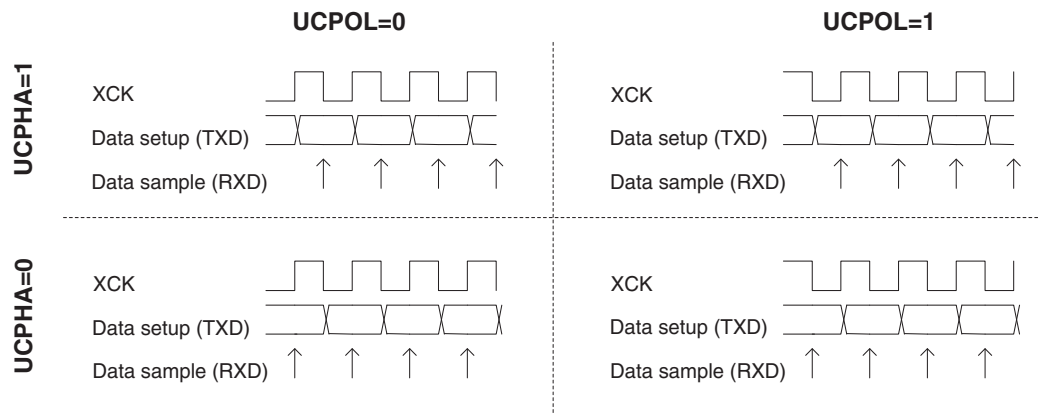 UCPOL=0
UCPOL=1
UCPHA=1
XCK
Data setup (TXD)
Data sample (RXD)
XCK
Data setup (TXD)
Data sample (RXD)
UCPHA=0
XCK
Data setup (TXD)
Data sample (RXD)
XCK
Data setup (TXD)
Data sample (RXD)